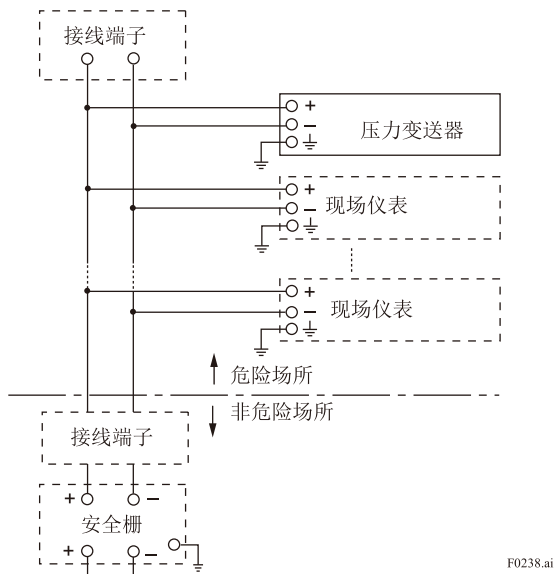 接线端子
+
−
压力变送器
+
−
现场仪表
+
−
现场仪表
危险场所
非危险场所
接线端子
+ −
安全栅
+ −
F0238.ai